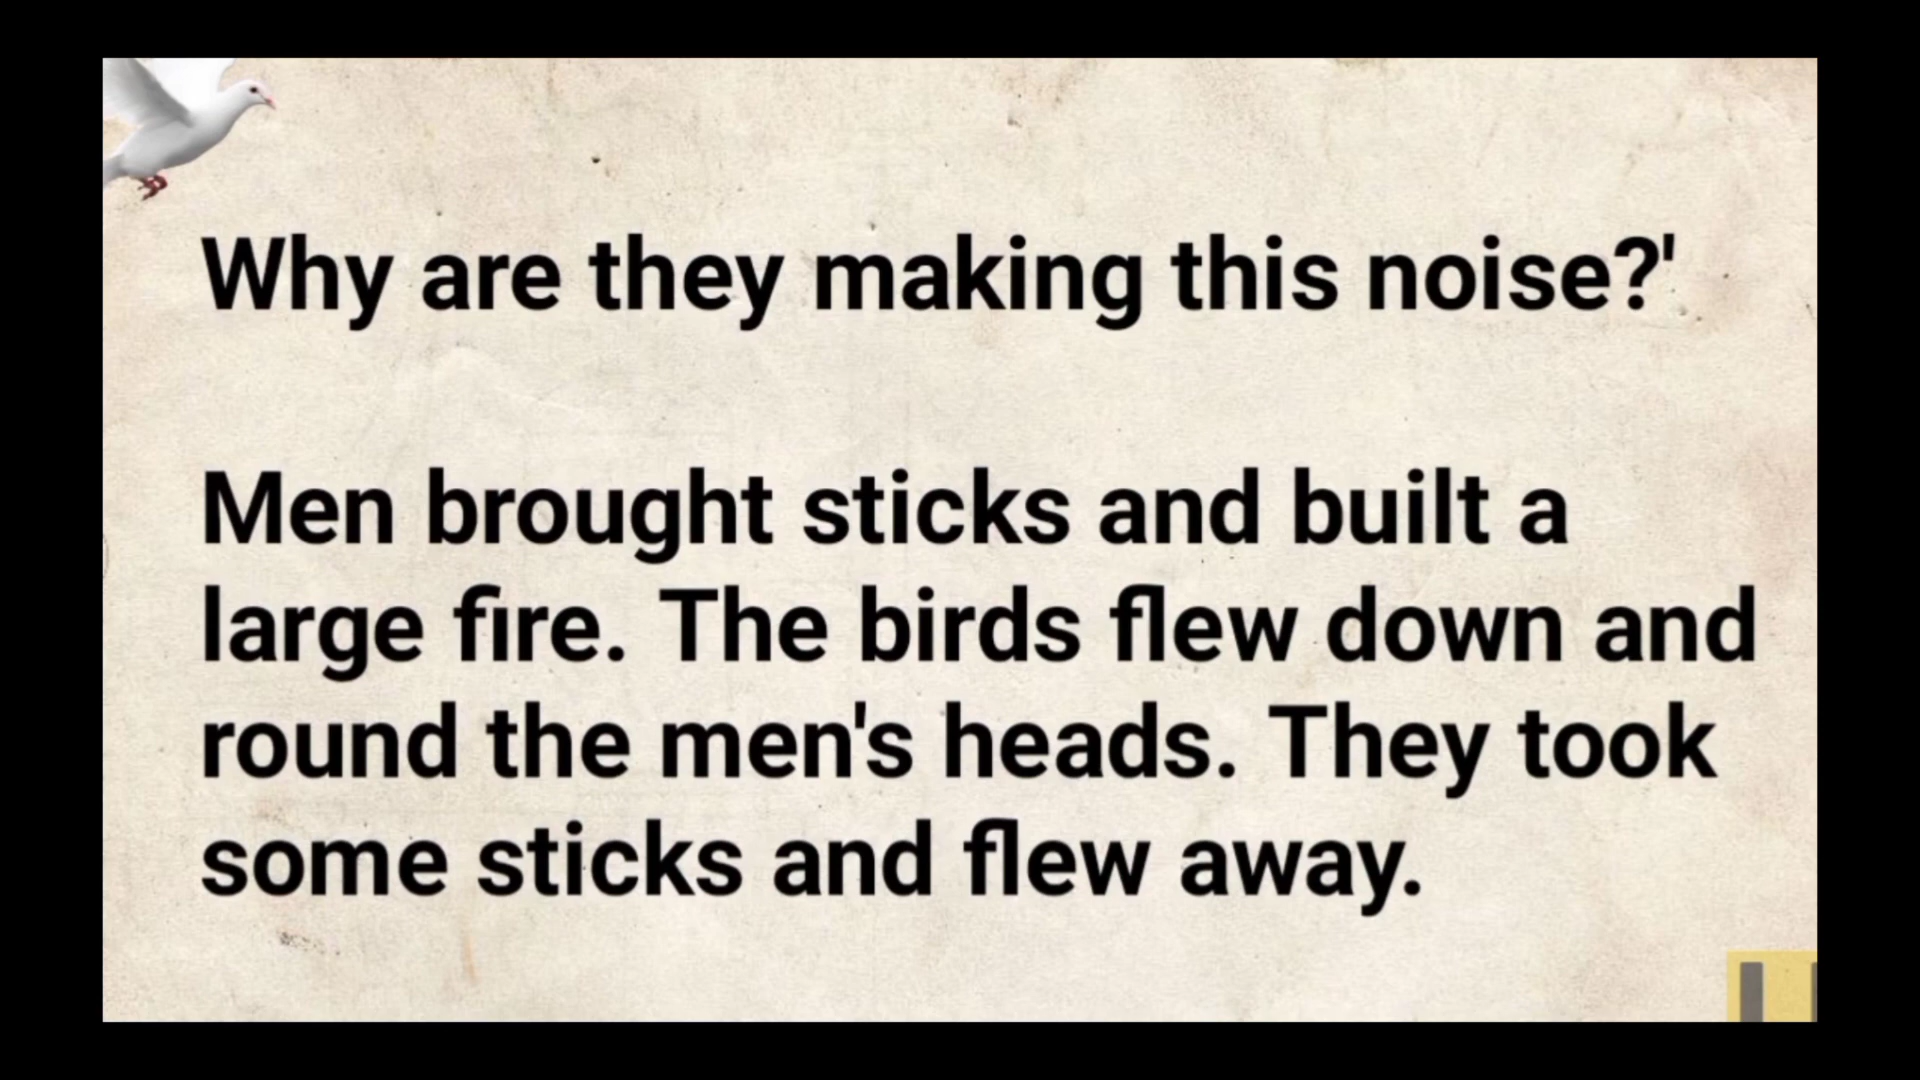 Why are they making this noise?'
Men brought sticks and built a
large fire. The birds flew down and
round the men's heads. They took
some sticks and flew away.